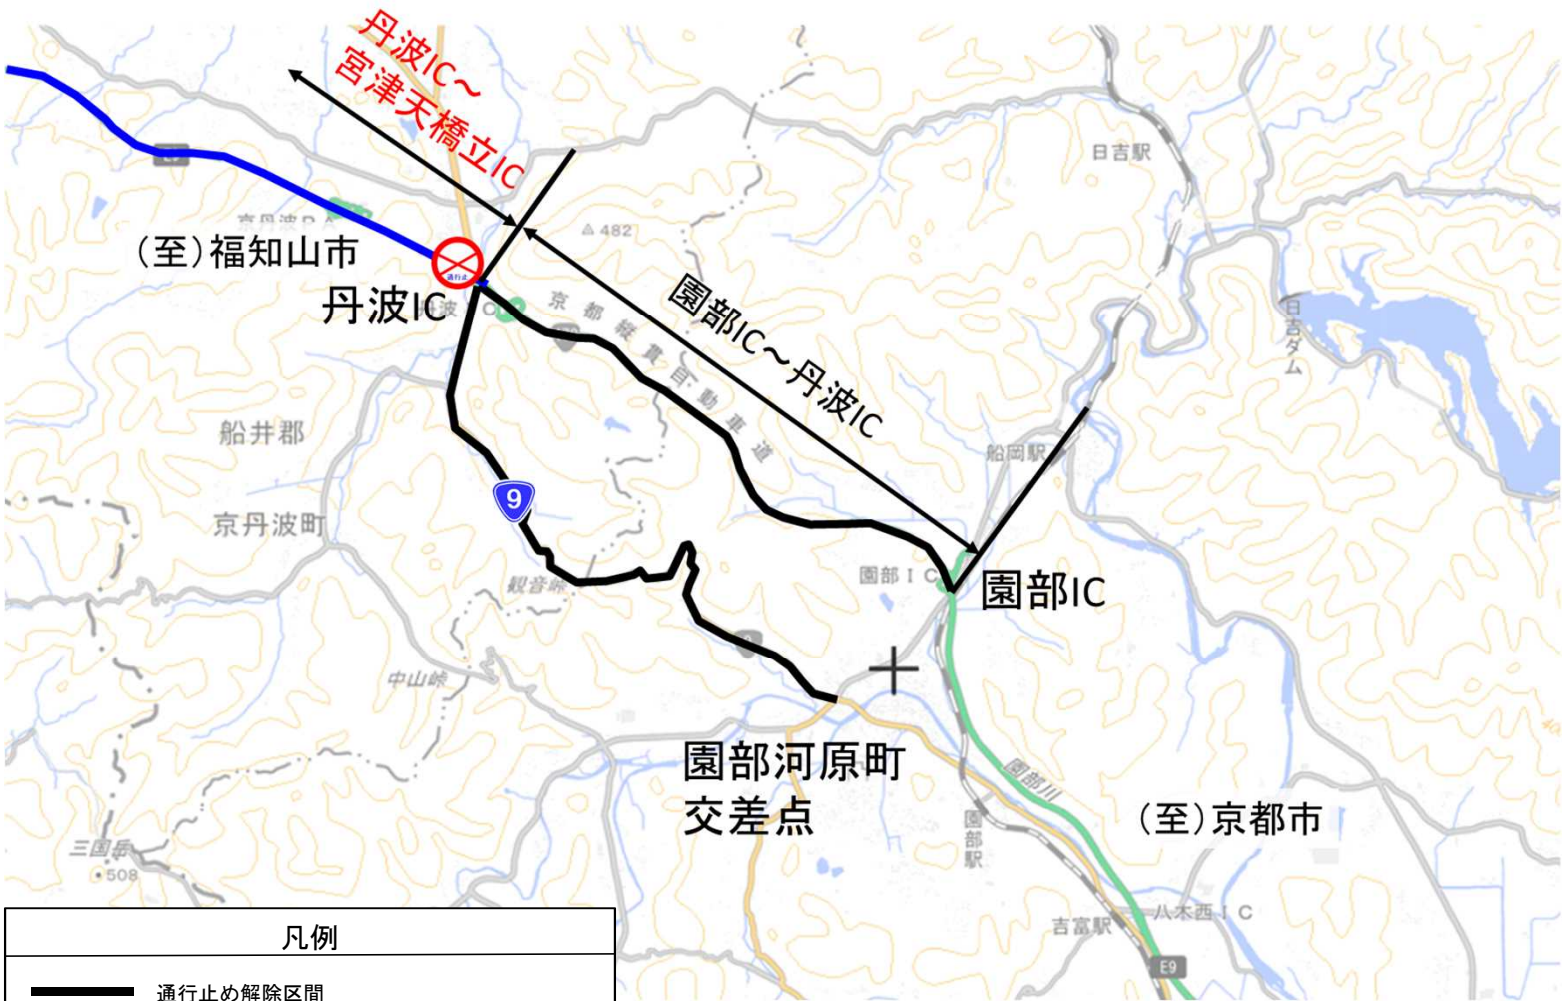 丹波IC～
宮津天橋立IC
日吉駅
482
(至)福知山市
丹波IC
京都縦貫自動車道
園部IC～丹波IC
日吉ダム
船井郡
船岡駅
9
京丹波町
観音峠
園部IC
園部IC
中山峠
園部河原町
交差点
園部川
(至)京都市
園部駅
三国岳
508
吉富駅
八木西IC
E9
凡例
通行止め解除区間